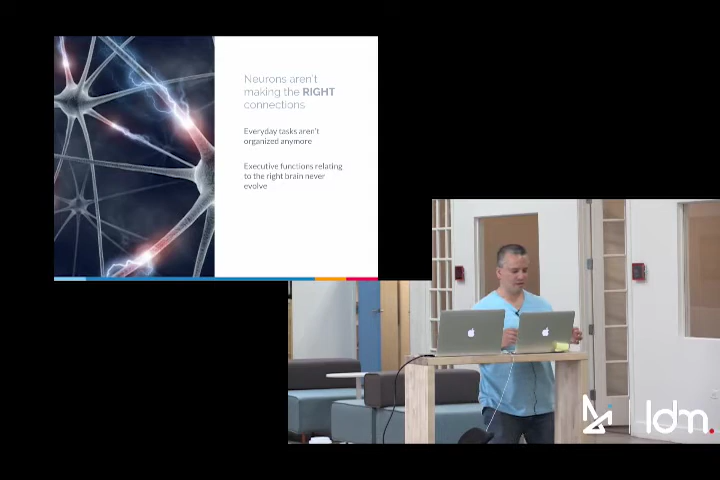 Neurons aren't
making the RIGHT
connections
Everyday tasks aren't
organized anymore
Executive functions relating
to the right brain never
evolve
ldm.